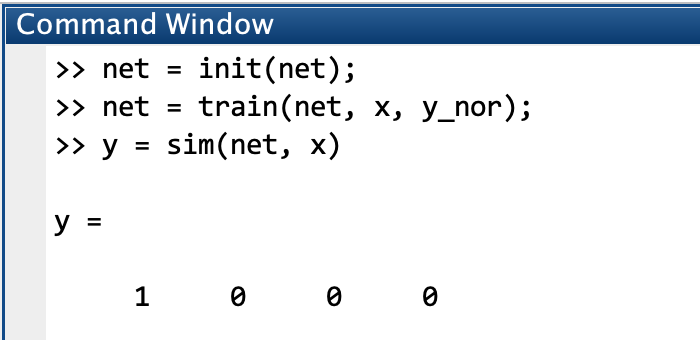 Command Window
>> net = init(net);
>> net = train(net, x, y_nor);
>> y = sim(net, x)
y =
1 0 0 0